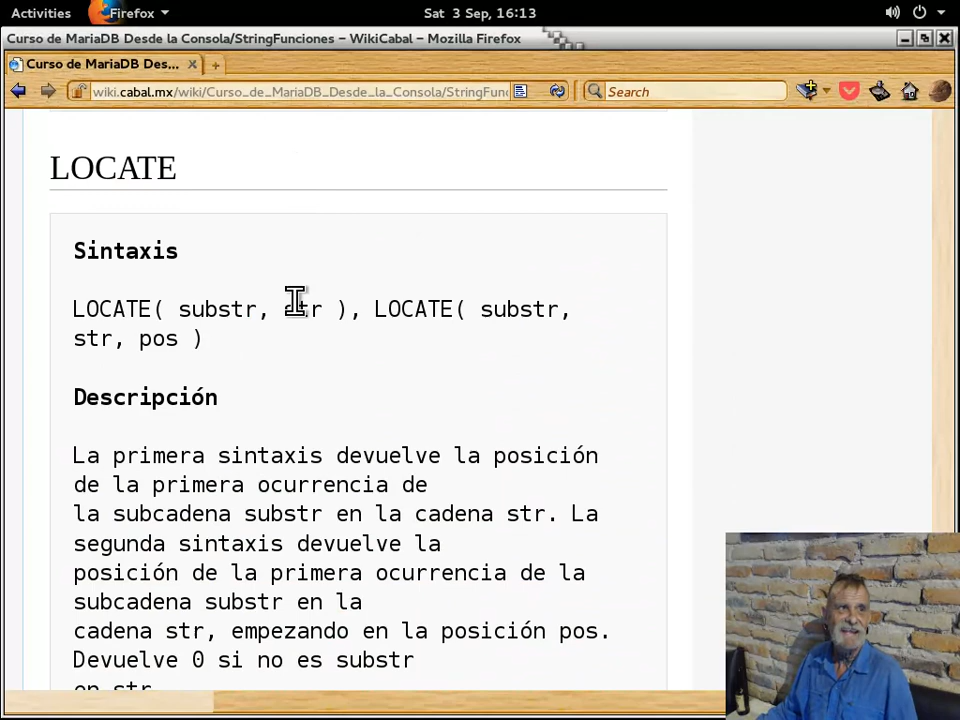 Activities Firefox Sat 3 Sep, 16:13
Curso de MariaDB Desde la Consola/StringFunciones – WikiCabal – Mozilla Firefox
Curso de MariaDB Des...
wiki.cabal.mx/wiki/Curso_de_MariaDB_Desde_la_Consola/StringFunc Search
LOCATE
Sintaxis
LOCATE( substr, str ), LOCATE( substr,
str, pos )
Descripción
La primera sintaxis devuelve la posición
de la primera ocurrencia de
la subcadena substr en la cadena str. La
segunda sintaxis devuelve la
posición de la primera ocurrencia de la
subcadena substr en la
cadena str, empezando en la posición pos.
Devuelve 0 si no es substr
en str